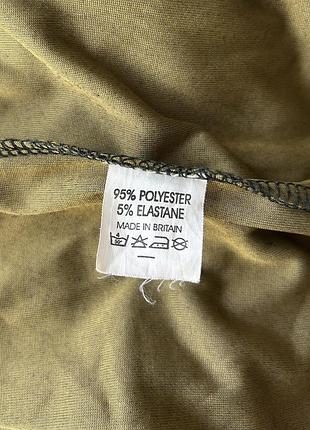 95% POLYESTER
5% ELASTANE
MADE IN BRITAIN